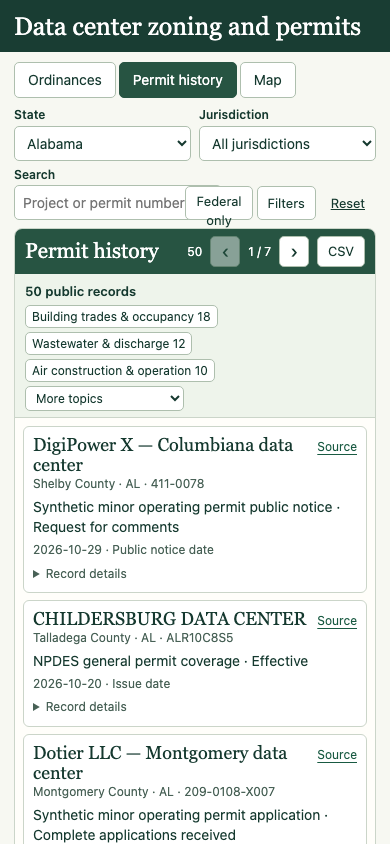 Data center zoning and permits
Ordinances
Permit history
Map
State
Jurisdiction
Alabama
All jurisdictions
Search
Project or permit number
Federal
only
Filters
Reset
Permit history
50
‹
1 / 7
›
CSV
50 public records
Building trades & occupancy 18
Wastewater & discharge 12
Air construction & operation 10
More topics
DigiPower X — Columbiana data
center
Source
Shelby County · AL · 411-0078
Synthetic minor operating permit public notice ·
Request for comments
2026-10-29 · Public notice date
▶ Record details
CHILDERSBURG DATA CENTER
Source
Talladega County · AL · ALR10C8S5
NPDES general permit coverage · Effective
2026-10-20 · Issue date
▶ Record details
Dotier LLC — Montgomery data
center
Source
Montgomery County · AL · 209-0108-X007
Synthetic minor operating permit application ·
Complete applications received